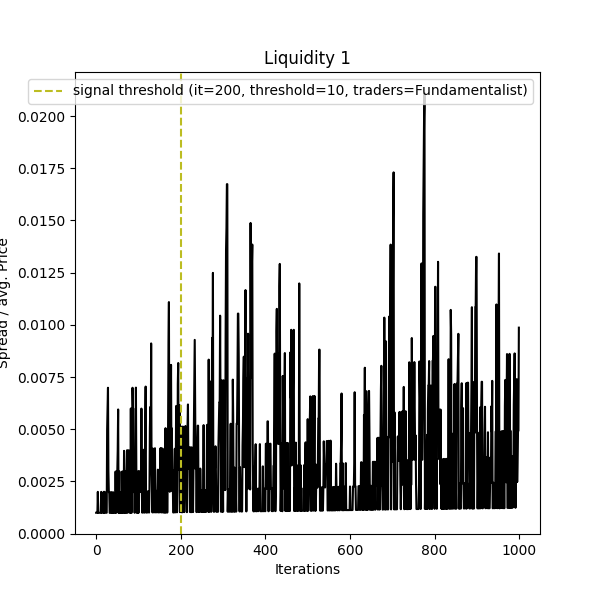 Liquidity 1
signal threshold (it=200, threshold=10, traders=Fundamentalist)
0.0200
0.0175
0.0150
0.0125
0.0100
0.0075
0.0050
0.0025
0.0000
Spread / avg. Price
0 200 400 600 800 1000
Iterations